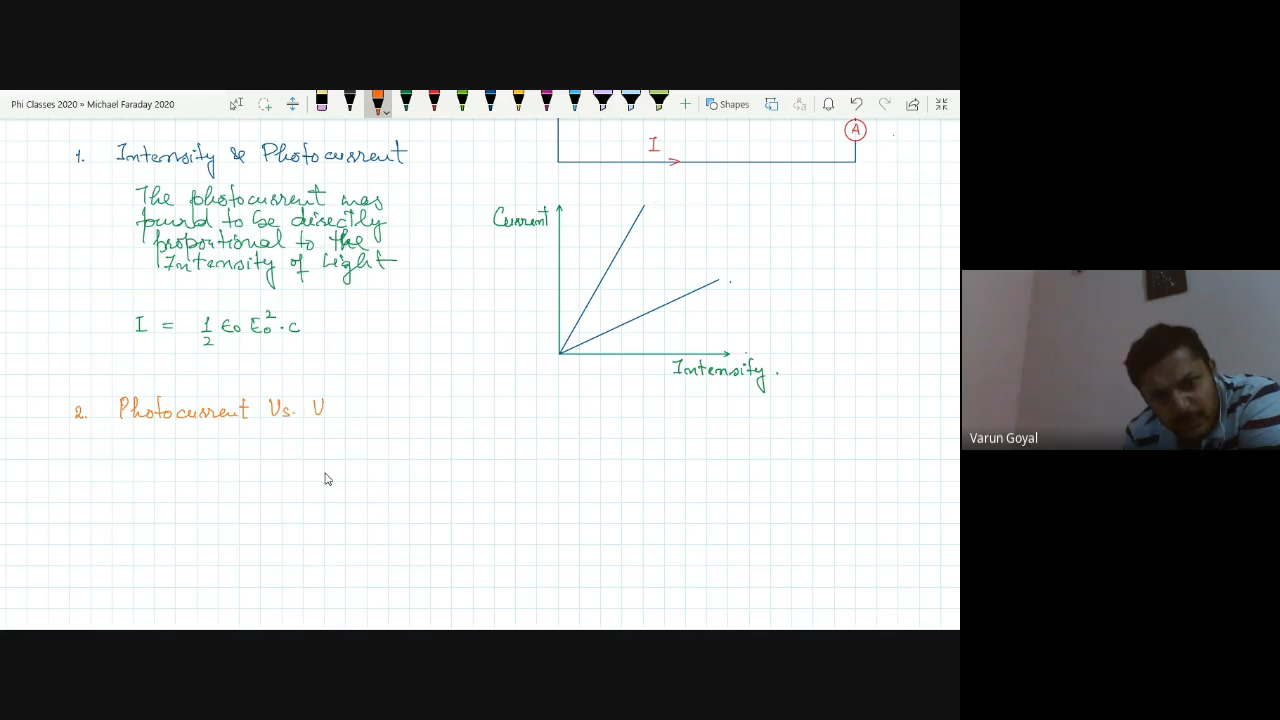 Phi Classes 2020 » Michael Faraday 2020
Shapes
A
I
1. Intensity & Photocurrent
The photocurrent was
found to be directly
proportional to the
Intensity of Light
Current
I = 1/2 ε₀ E₀² · c
Intensity
2. Photocurrent Vs. V
Varun Goyal